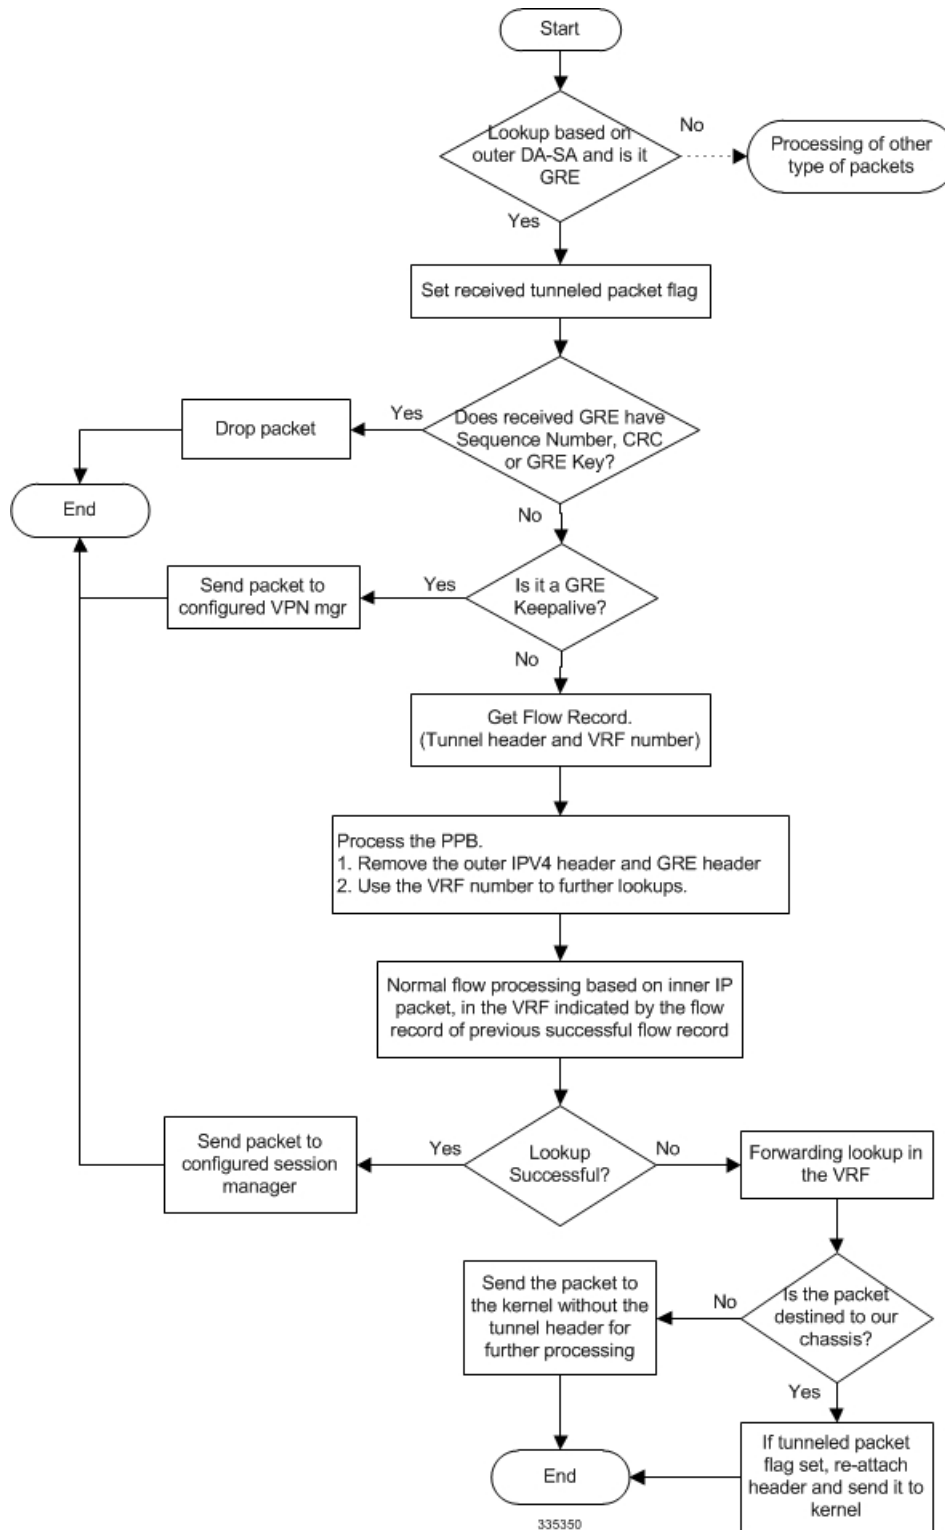 Start
Lookup based on
outer DA-SA and is it
GRE
No
Processing of other
type of packets
Yes
Set received tunneled packet flag
Does received GRE have
Sequence Number, CRC
or GRE Key?
Yes
Drop packet
End
No
Is it a GRE
Keepalive?
Yes
Send packet to
configured VPN mgr
No
Get Flow Record.
(Tunnel header and VRF number)
Process the PPB.
1. Remove the outer IPV4 header and GRE header
2. Use the VRF number to further lookups.
Normal flow processing based on inner IP
packet, in the VRF indicated by the flow
record of previous successful flow record
Lookup
Successful?
Yes
Send packet to
configured session
manager
No
Forwarding lookup in
the VRF
Is the packet
destined to our
chassis?
No
Send the packet to
the kernel without the
tunnel header for
further processing
Yes
If tunneled packet
flag set, re-attach
header and send it to
kernel
End
335350